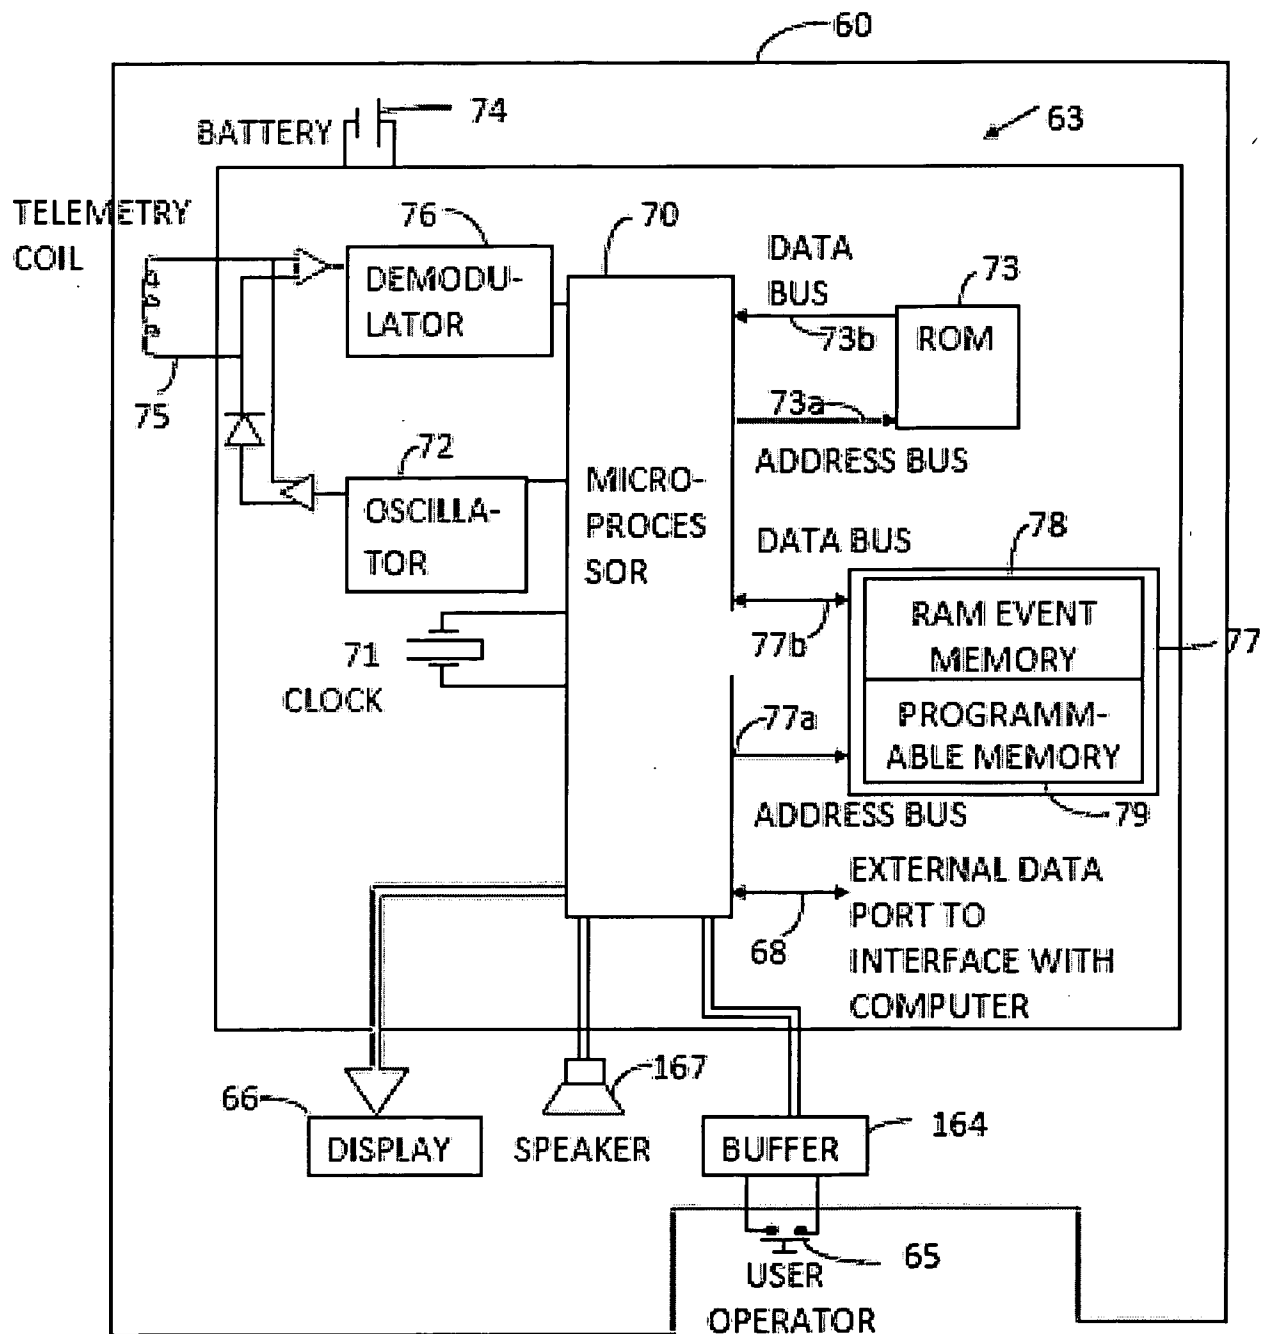 60
BATTERY
74
63
TELEMETRY
COIL
76
70
DATA
BUS
73
DEMODU-
LATOR
73b
ROM
75
73a
72
ADDRESS BUS
OSCILLA-
TOR
MICRO-
PROCES
SOR
DATA BUS
78
RAM EVENT
MEMORY
77
77b
71
CLOCK
77a
PROGRAMM-
ABLE MEMORY
79
ADDRESS BUS
EXTERNAL DATA
PORT TO
INTERFACE WITH
COMPUTER
68
66
DISPLAY
167
SPEAKER
164
BUFFER
65
USER
OPERATOR